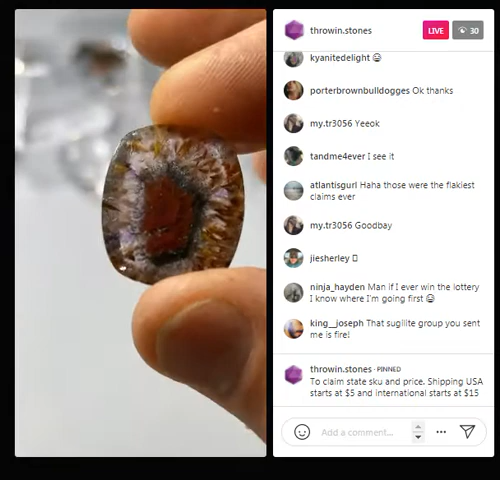 throwin.stones LIVE 30
kyanitedelight
porterbrownbulldogges Ok thanks
my.tr3056 Yeeok
tandme4ever I see it
atlantisgurl Haha those were the flakiest
claims ever
my.tr3056 Goodbay
jiesherley
ninja_hayden Man if I ever win the lottery
I know where I'm going first
king__joseph That sugilite group you sent
me is fire!
throwin.stones · PINNED
To claim state sku and price. Shipping USA
starts at $5 and international starts at $15
Add a comment...